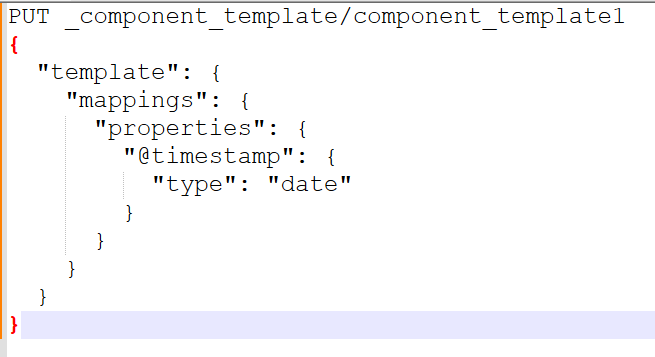 PUT _component_template/component_template1
{
  "template": {
    "mappings": {
      "properties": {
        "@timestamp": {
          "type": "date"
        }
      }
    }
  }
}